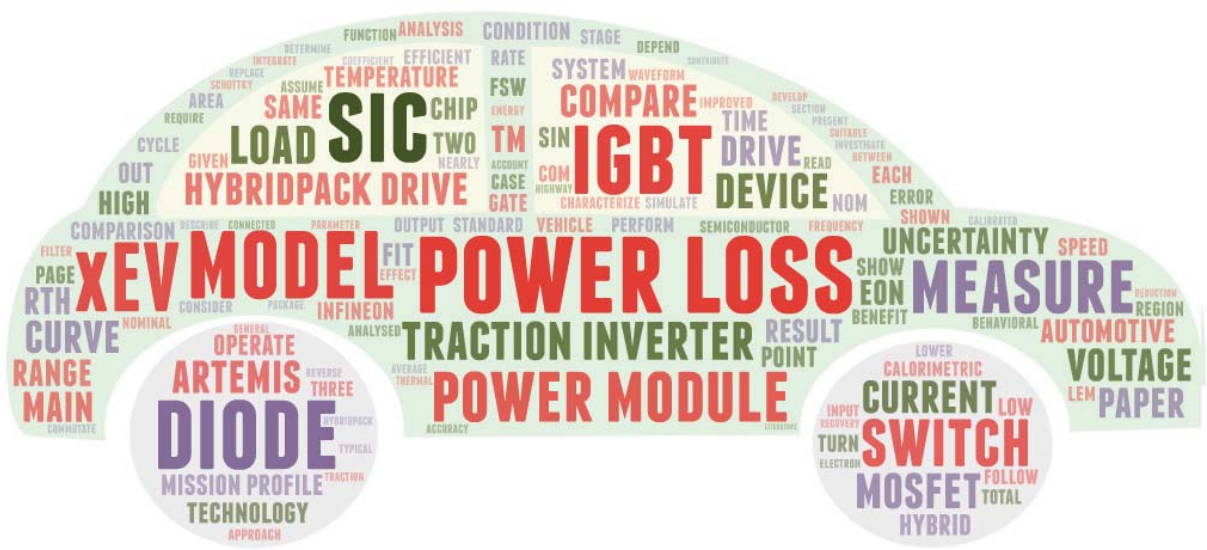 FUNCTION ANALYSIS CONDITION STAGE DEPEND
DETERMINE COEFFICIENT EFFICIENT RATE SYSTEM WAVEFORM CONTRIBUTE
INTEGRATE
REPLACE
SCHOTTKY ASSUME TEMPERATURE FSW COMPARE IMPROVED DEVELOP
AREA SAME SIC CHIP ENERGY TIME SECTION
REQUIRE PRESENT
CYCLE LOAD TWO TM SIN IGBT DRIVE READ SUITABLE
INVESTIGATE
OUT GIVEN NEARLY ACCOUNT COM BETWEEN
HIGH HYBRIDPACK DRIVE CASE HIGHWAY DEVICE NOM EACH
GATE CHARACTERIZE SIMULATE ERROR
COMPARISON DESCRIBE CONNECTED PARAMETER OUTPUT STANDARD VEHICLE PERFORM SEMICONDUCTOR FREQUENCY SHOWN CALIBRATED
FILTER XEV MODEL FIT POWER LOSS UNCERTAINTY SPEED
PAGE EFFECT SHOW MEASURE
RTH CONSIDER PACKAGE INFINEON EON REDUCTION
REGION
CURVE NOMINAL ANALYSED TRACTION INVERTER RESULT BENEFIT BEHAVIORAL AUTOMOTIVE
POINT VOLTAGE
RANGE AVERAGE
THERMAL POWER MODULE LEM PAPER
MAIN
COMMUTATE ACCURACY LITERATURE
GENERAL
OPERATE
ARTEMIS REVERSE
THREE
DIODE HYBRIDPACK
TYPICAL
MISSION PROFILE TRACTION
TECHNOLOGY
APPROACH
LOWER
CALORIMETRIC
INPUT CURRENT LOW
RECOVERY
TURN SWITCH
ELECTRON MOSFET FOLLOW
TOTAL
HYBRID